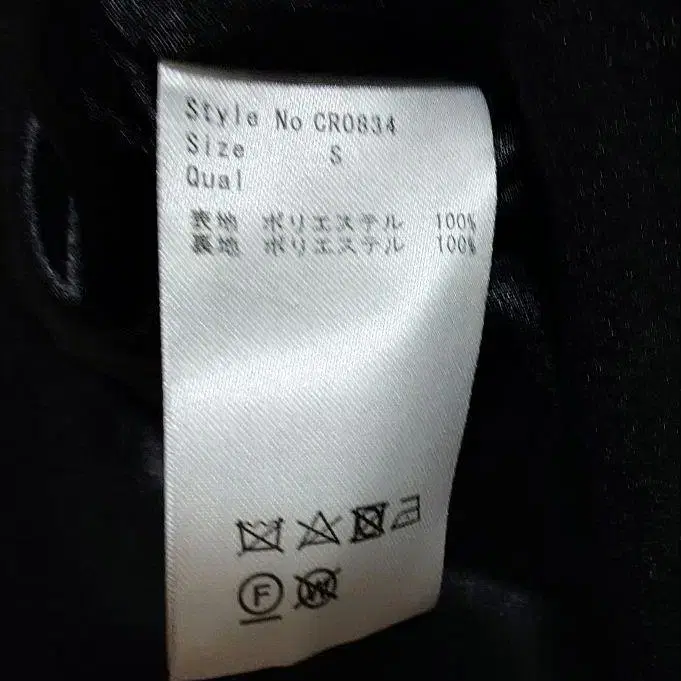 Style No CR0834
Size S
Qual
表地 ポリエステル 100%
裏地 ポリエステル 100%
F W